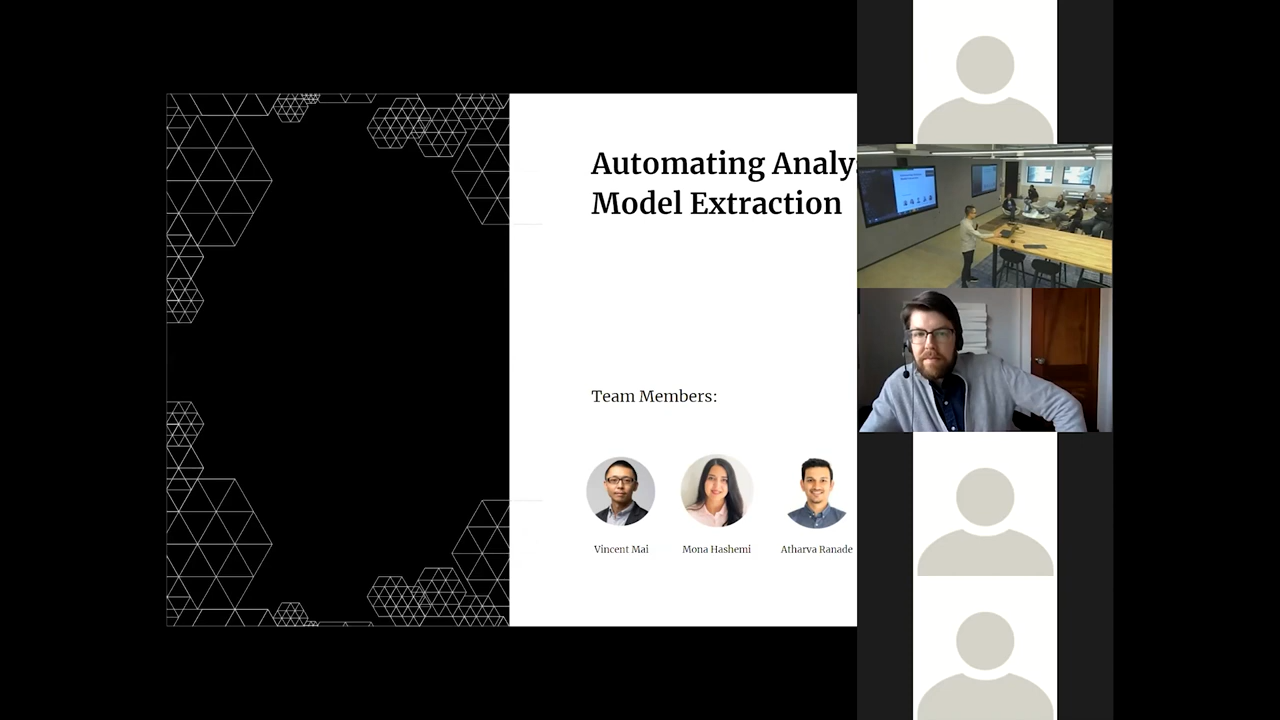 Automating Analy
Model Extraction
Team Members:
Vincent Mai
Mona Hashemi
Atharva Ranade